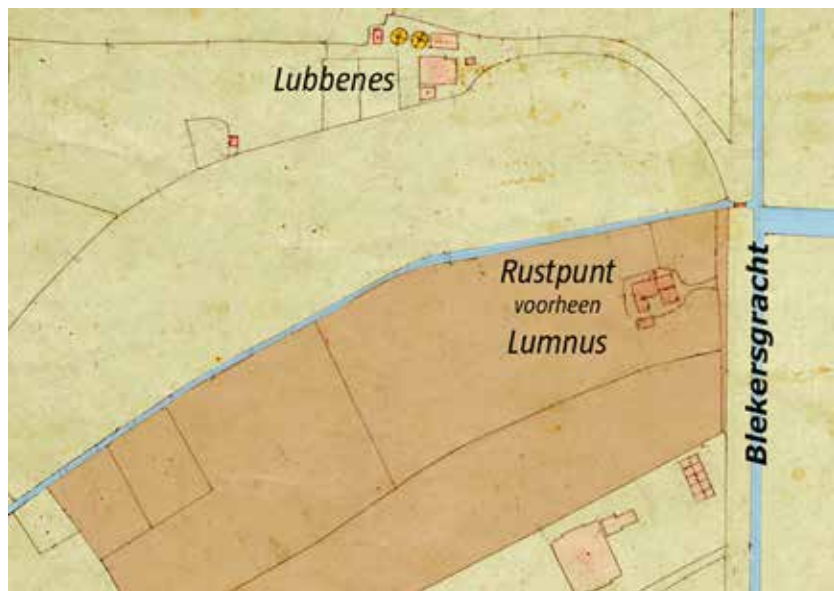 Lubbenes
Rustpunt
voorheen
Lumnus
Blekersgracht